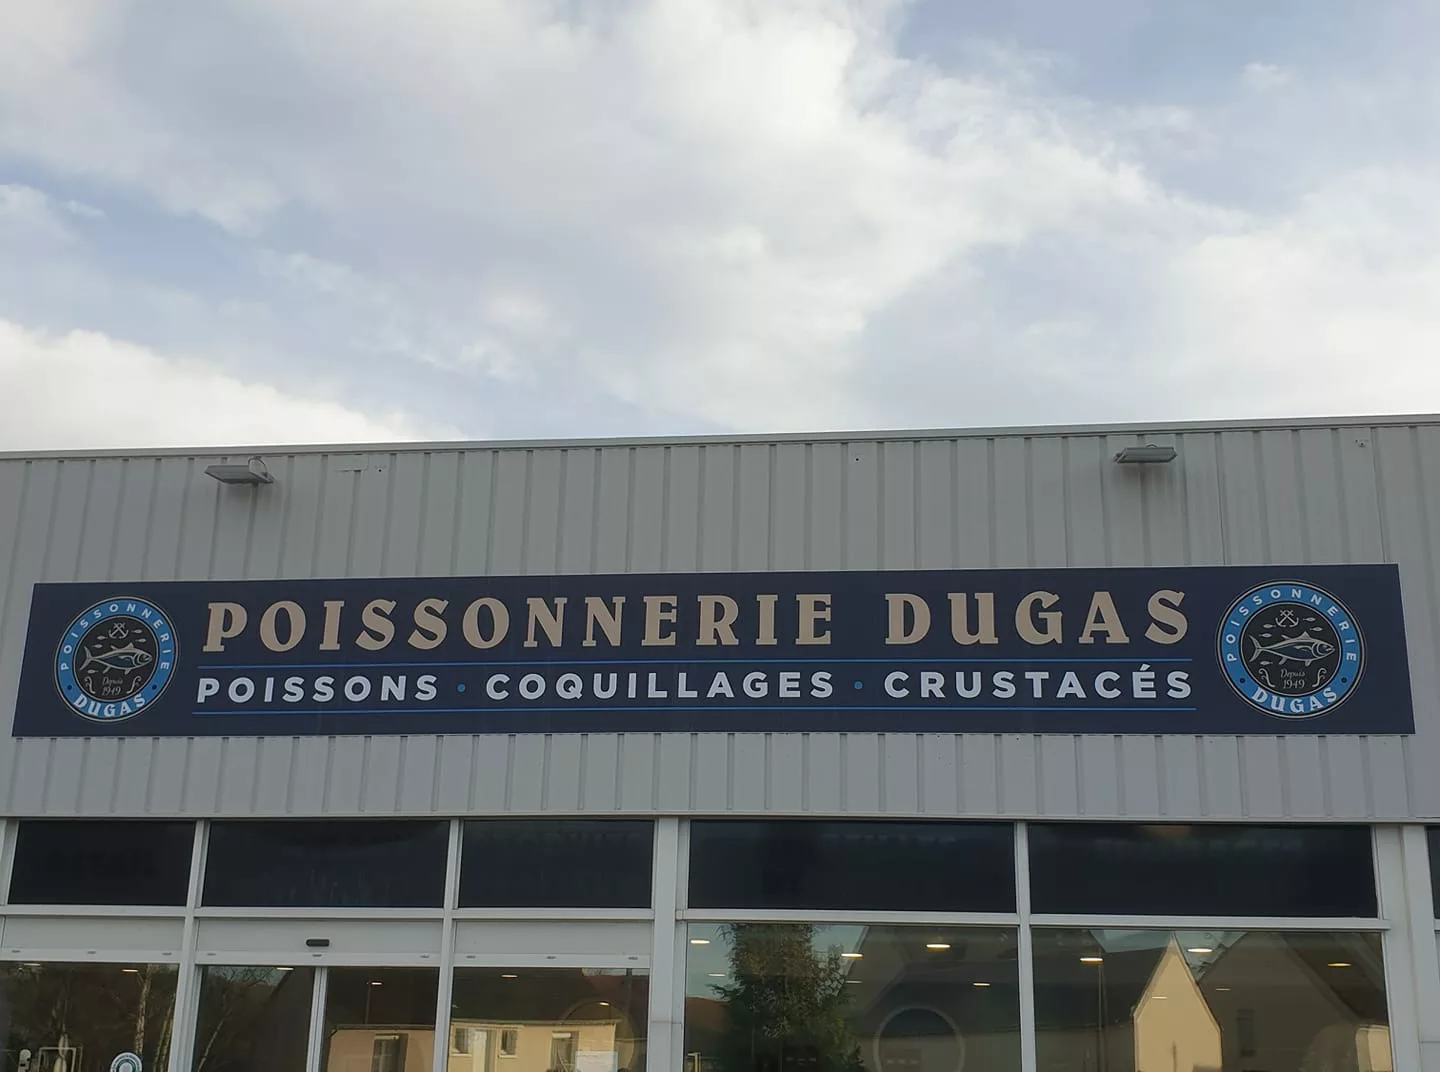 POISSONNERIE DUGAS
POISSONS · COQUILLAGES · CRUSTACÉS
POISSONNERIE
Depuis
1949
DUGAS
POISSONNERIE
Depuis
1949
DUGAS